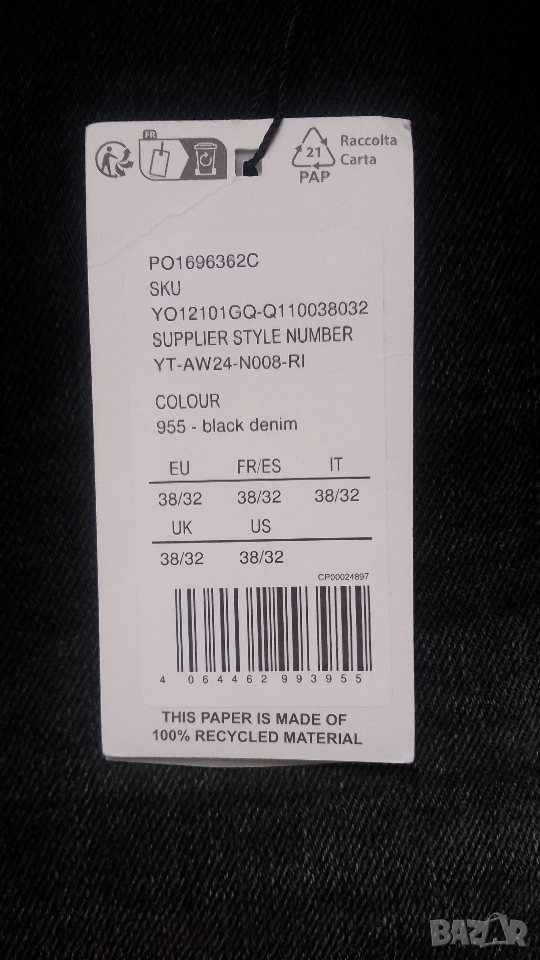 FR
21
PAP
Raccolta
Carta
PO1696362C
SKU
YO12101GQ-Q110038032
SUPPLIER STYLE NUMBER
YT-AW24-N008-RI
COLOUR
955 - black denim
EU FR/ES IT
38/32 38/32 38/32
UK US
38/32 38/32
CP00024897
4 064462 993955
THIS PAPER IS MADE OF
100% RECYCLED MATERIAL
BAZAR